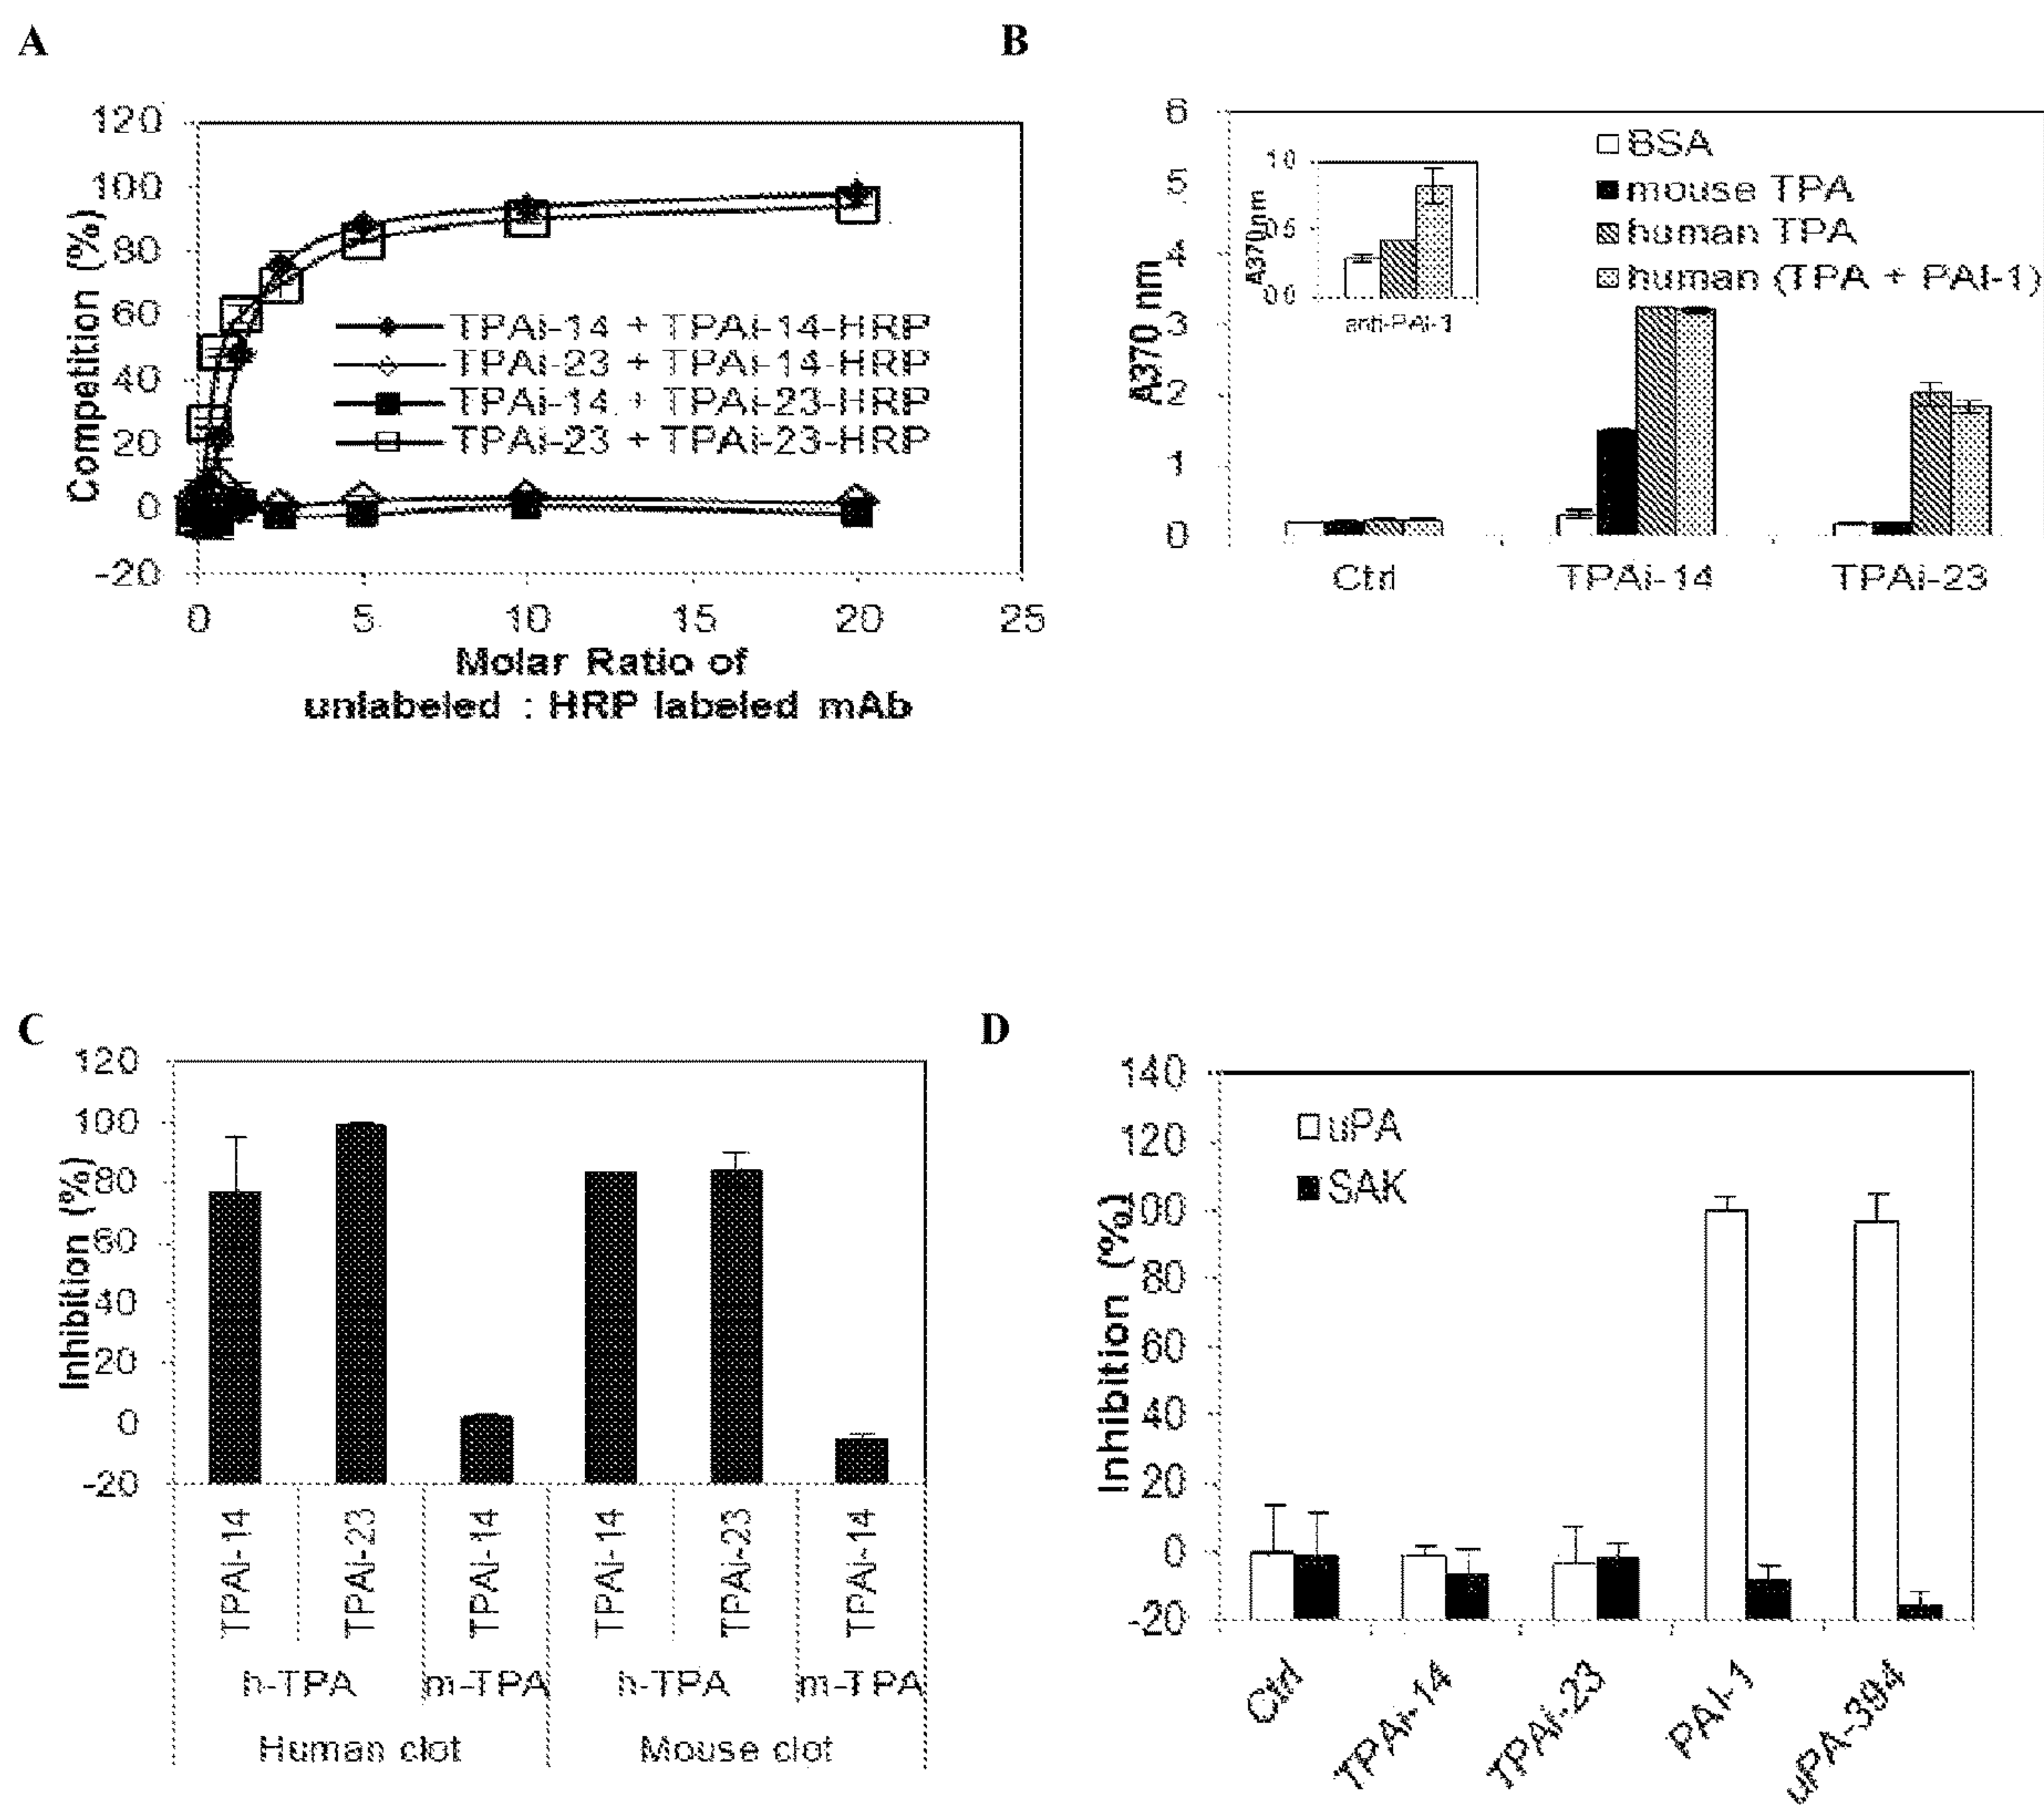 A
120
100
80
60
40
20
0
-20
Competition (%)
TPAi-14 + TPAi-14-HRP
TPAi-23 + TPAi-14-HRP
TPAi-14 + TPAi-23-HRP
TPAi-23 + TPAi-23-HRP
0 5 10 15 20 25
Molar Ratio of
unlabeled : HRP labeled mAb
B
6
5
4
3
2
1
0
A370 nm
BSA
mouse TPA
human TPA
human (TPA + PAI-1)
1.0
0.5
0.0
A370 nm
anti-PAi-1
Ctrl TPAi-14 TPAi-23
C
120
100
80
60
40
20
0
-20
Inhibition (%)
TPAi-14 TPAi-23 TPAi-14 TPAi-14 TPAi-23 TPAi-14
h-TPA m-TPA h-TPA m-TPA
Human clot Mouse clot
D
140
120
100
80
60
40
20
0
-20
Inhibition (%)
uPA
SAK
Ctrl TPAi-14 TPAi-23 PAI-1 uPA-394